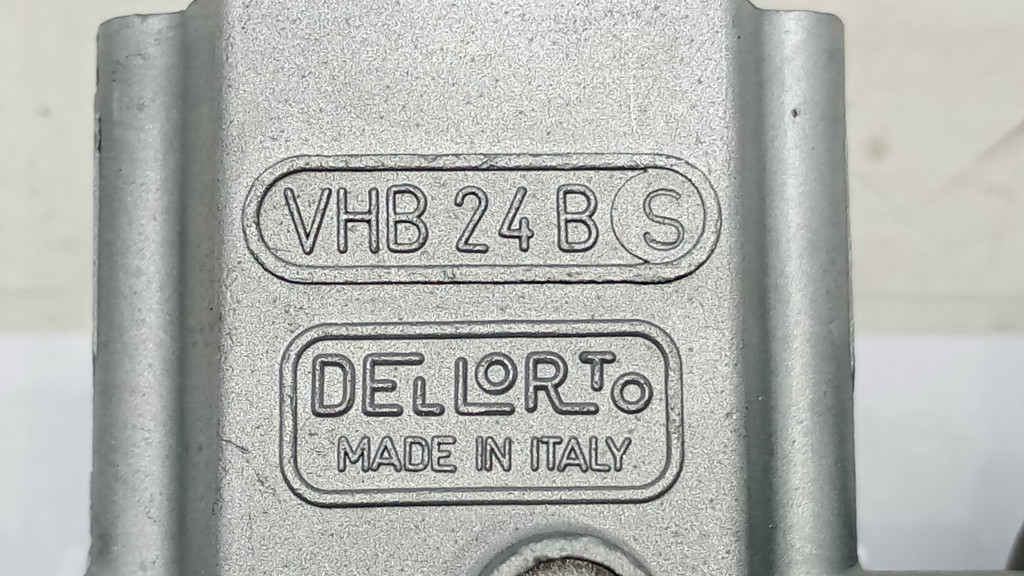 VHB 24 B S
DELLORTO
MADE IN ITALY